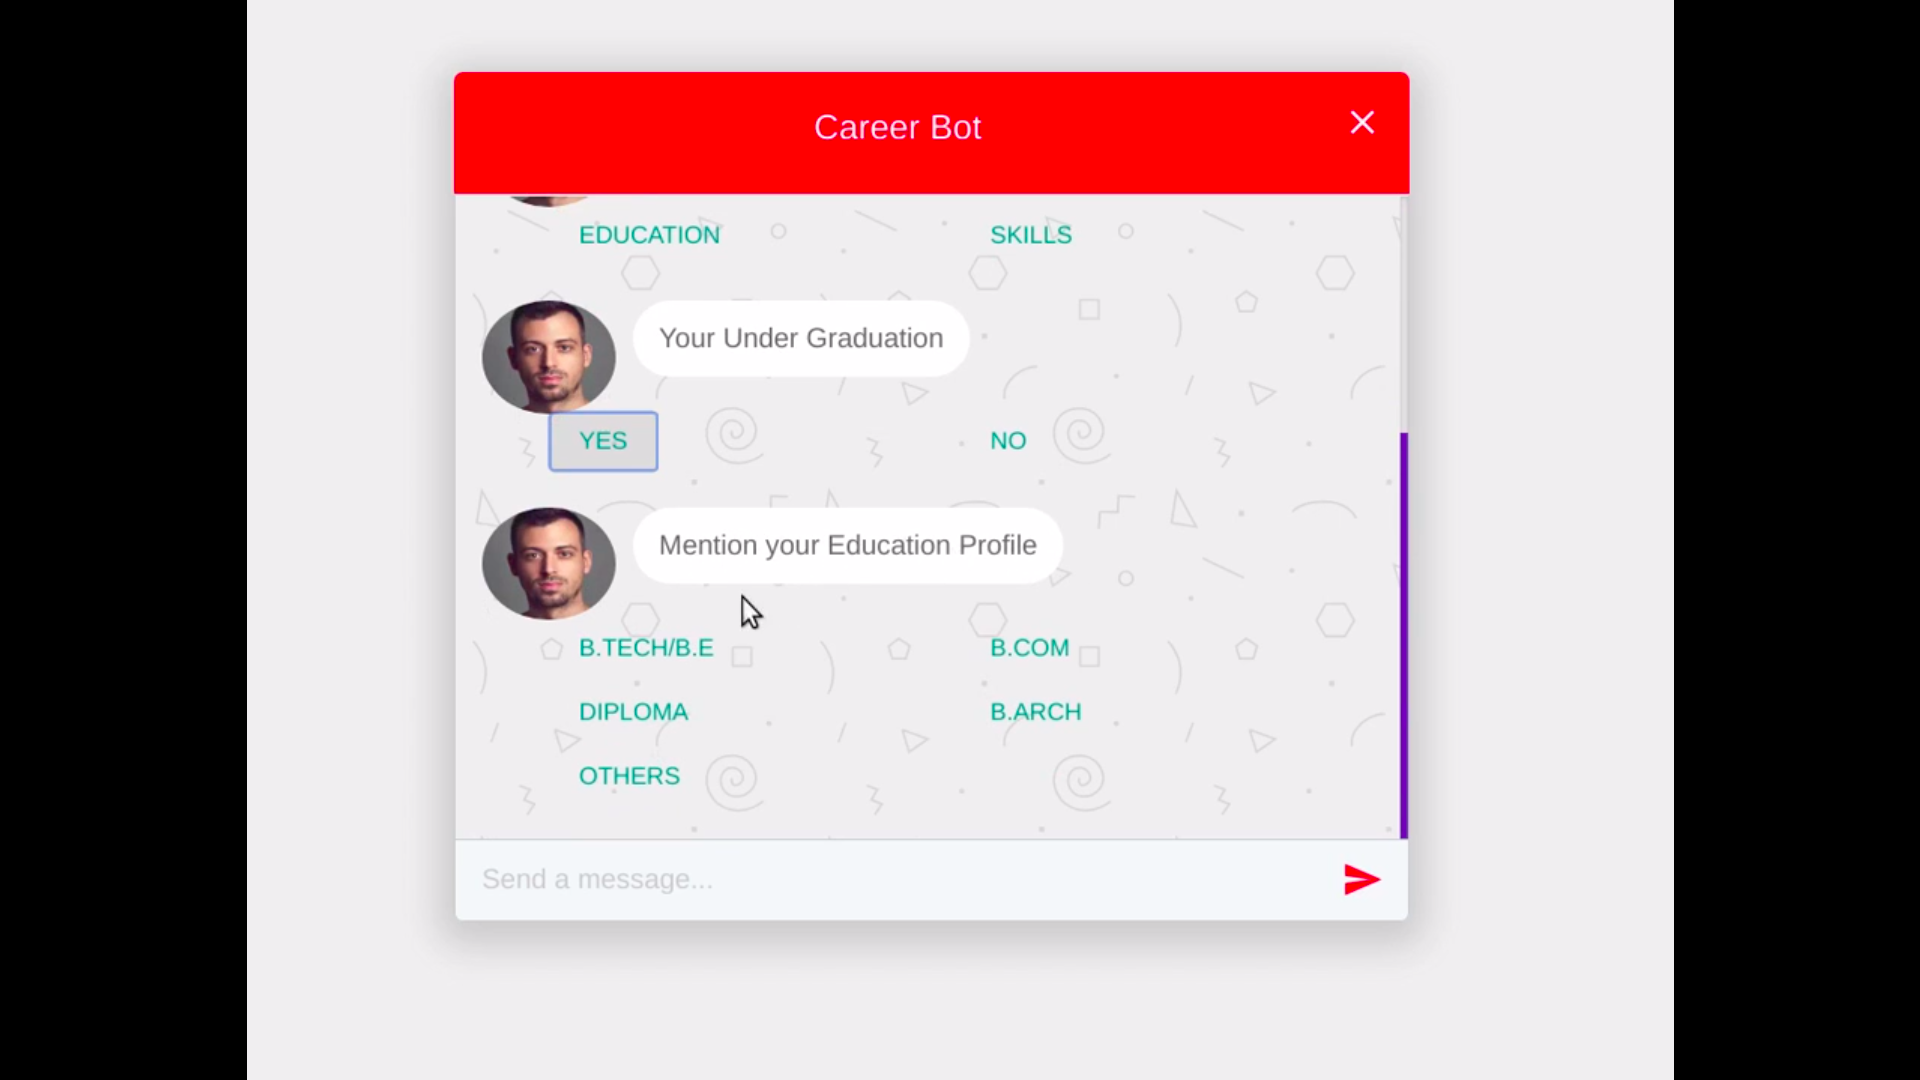 Career Bot
EDUCATION SKILLS
Your Under Graduation
YES NO
Mention your Education Profile
B.TECH/B.E B.COM
DIPLOMA B.ARCH
OTHERS
Send a message...